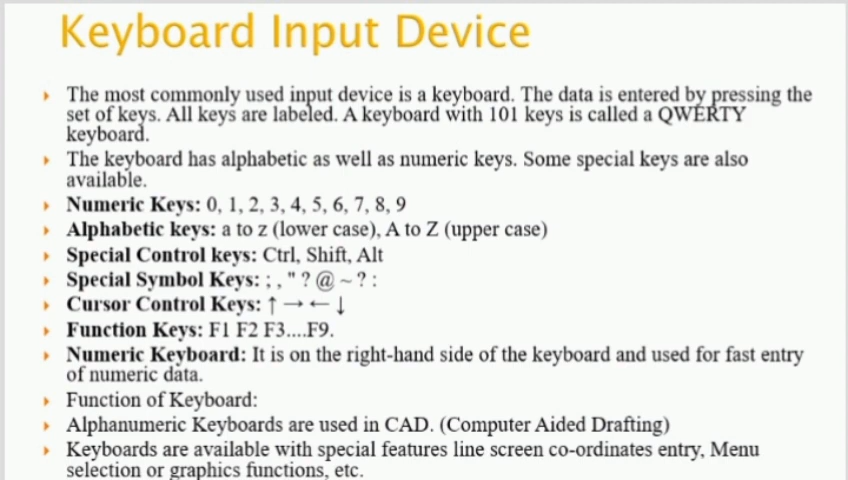 Keyboard Input Device
The most commonly used input device is a keyboard. The data is entered by pressing the
set of keys. All keys are labeled. A keyboard with 101 keys is called a QWERTY
keyboard.
The keyboard has alphabetic as well as numeric keys. Some special keys are also
available.
Numeric Keys: 0, 1, 2, 3, 4, 5, 6, 7, 8, 9
Alphabetic keys: a to z (lower case), A to Z (upper case)
Special Control keys: Ctrl, Shift, Alt
Special Symbol Keys: ; , " ? @ ~ ? :
Cursor Control Keys: ↑ → ← ↓
Function Keys: F1 F2 F3....F9.
Numeric Keyboard: It is on the right-hand side of the keyboard and used for fast entry
of numeric data.
Function of Keyboard:
Alphanumeric Keyboards are used in CAD. (Computer Aided Drafting)
Keyboards are available with special features line screen co-ordinates entry, Menu
selection or graphics functions, etc.